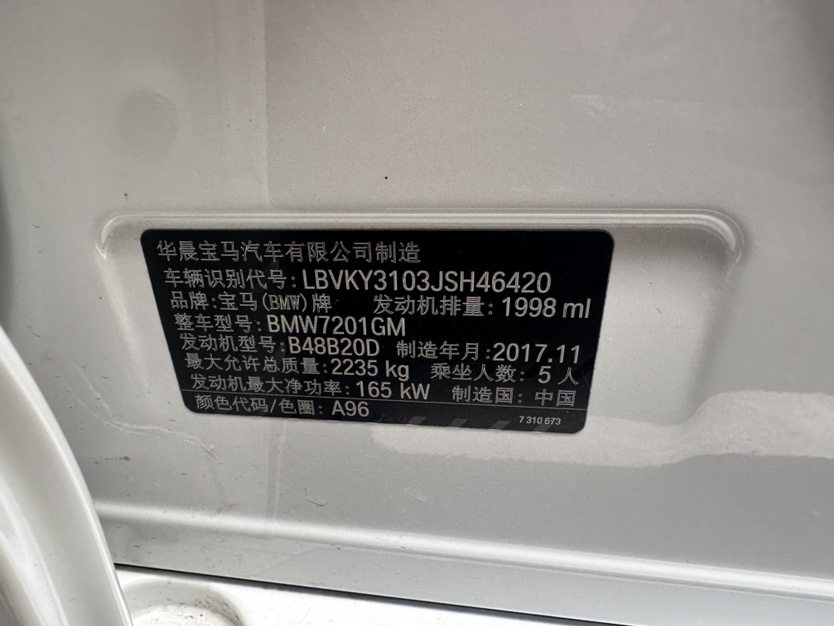 华晨宝马汽车有限公司制造
车辆识别代号: LBVKY3103JSH46420
品牌:宝马(BMW)牌 发动机排量: 1998 ml
整车型号: BMW7201GM
发动机型号: B48B20D 制造年月:2017.11
最大允许总质量: 2235 kg 乘坐人数: 5 人
发动机最大净功率: 165 kW 制造国: 中国
颜色代码/色圈: A96 7 310 673